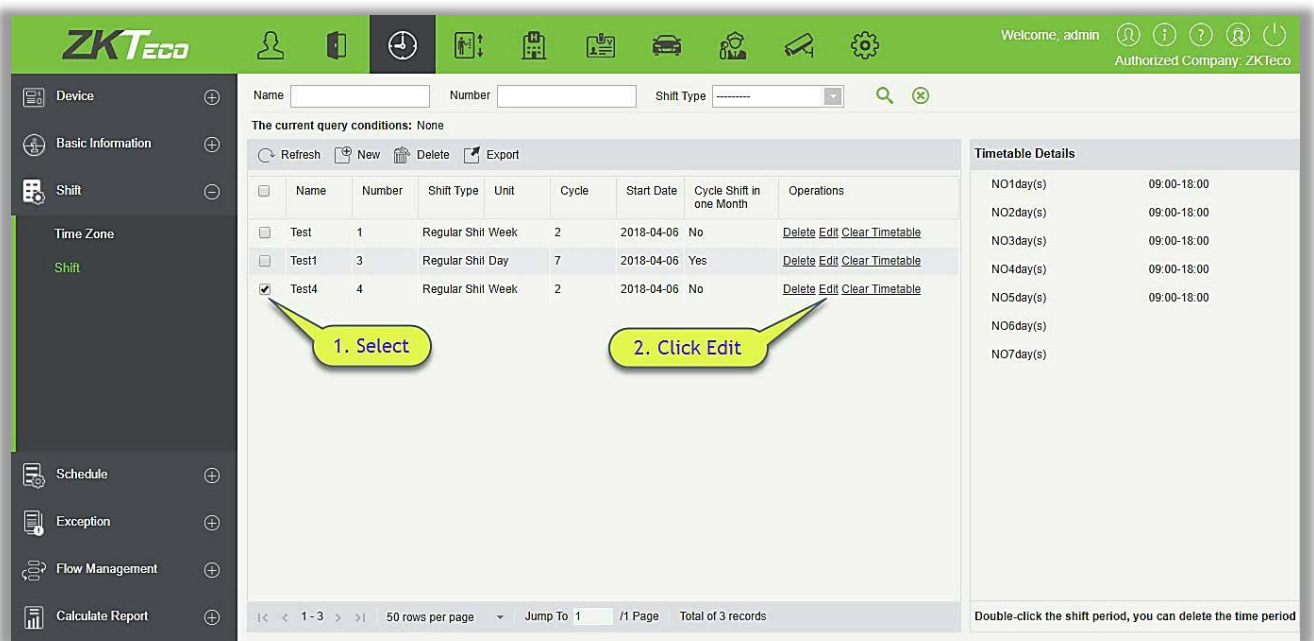 ZKTECO
Welcome, admin
Authorized Company: ZKTeco
Device
Basic Information
Shift
Time Zone
Shift
Schedule
Exception
Flow Management
Calculate Report
Name Number Shift Type ---------
The current query conditions: None
Refresh New Delete Export
Name Number Shift Type Unit Cycle Start Date Cycle Shift in one Month Operations
Test 1 Regular Shif Week 2 2018-04-06 No Delete Edit Clear Timetable
Test1 3 Regular Shif Day 7 2018-04-06 Yes Delete Edit Clear Timetable
Test4 4 Regular Shif Week 2 2018-04-06 No Delete Edit Clear Timetable
1. Select
2. Click Edit
1 - 3 50 rows per page Jump To 1 /1 Page Total of 3 records
Timetable Details
NO1day(s) 09:00-18:00
NO2day(s) 09:00-18:00
NO3day(s) 09:00-18:00
NO4day(s) 09:00-18:00
NO5day(s) 09:00-18:00
NO6day(s)
NO7day(s)
Double-click the shift period, you can delete the time period